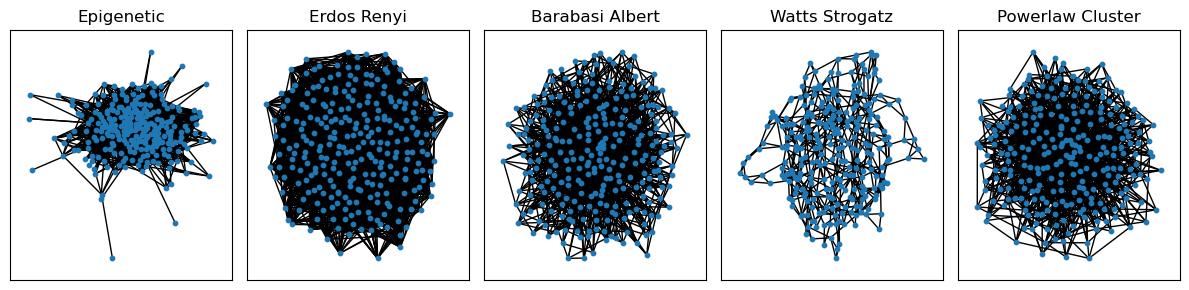 Epigenetic
Erdos Renyi
Barabasi Albert
Watts Strogatz
Powerlaw Cluster